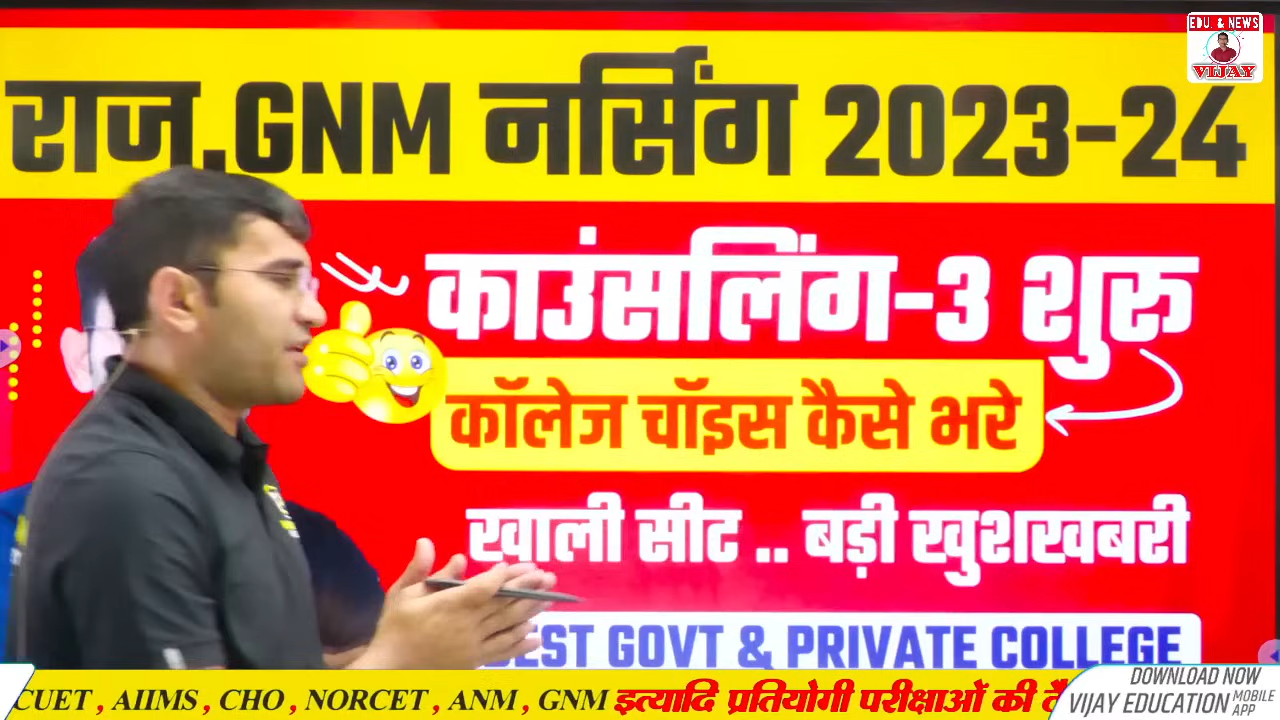 EDU. & NEWS
VIJAY
राज.GNM नर्सिंग 2023-24
काउंसलिंग-3 शुरू
कॉलेज चॉइस कैसे भरे
खाली सीट .. बड़ी खुशखबरी
BEST GOVT & PRIVATE COLLEGE
CUET , AIIMS , CHO , NORCET , ANM , GNM इत्यादि प्रतियोगी परीक्षाओं की
DOWNLOAD NOW
VIJAY EDUCATION MOBILE APP